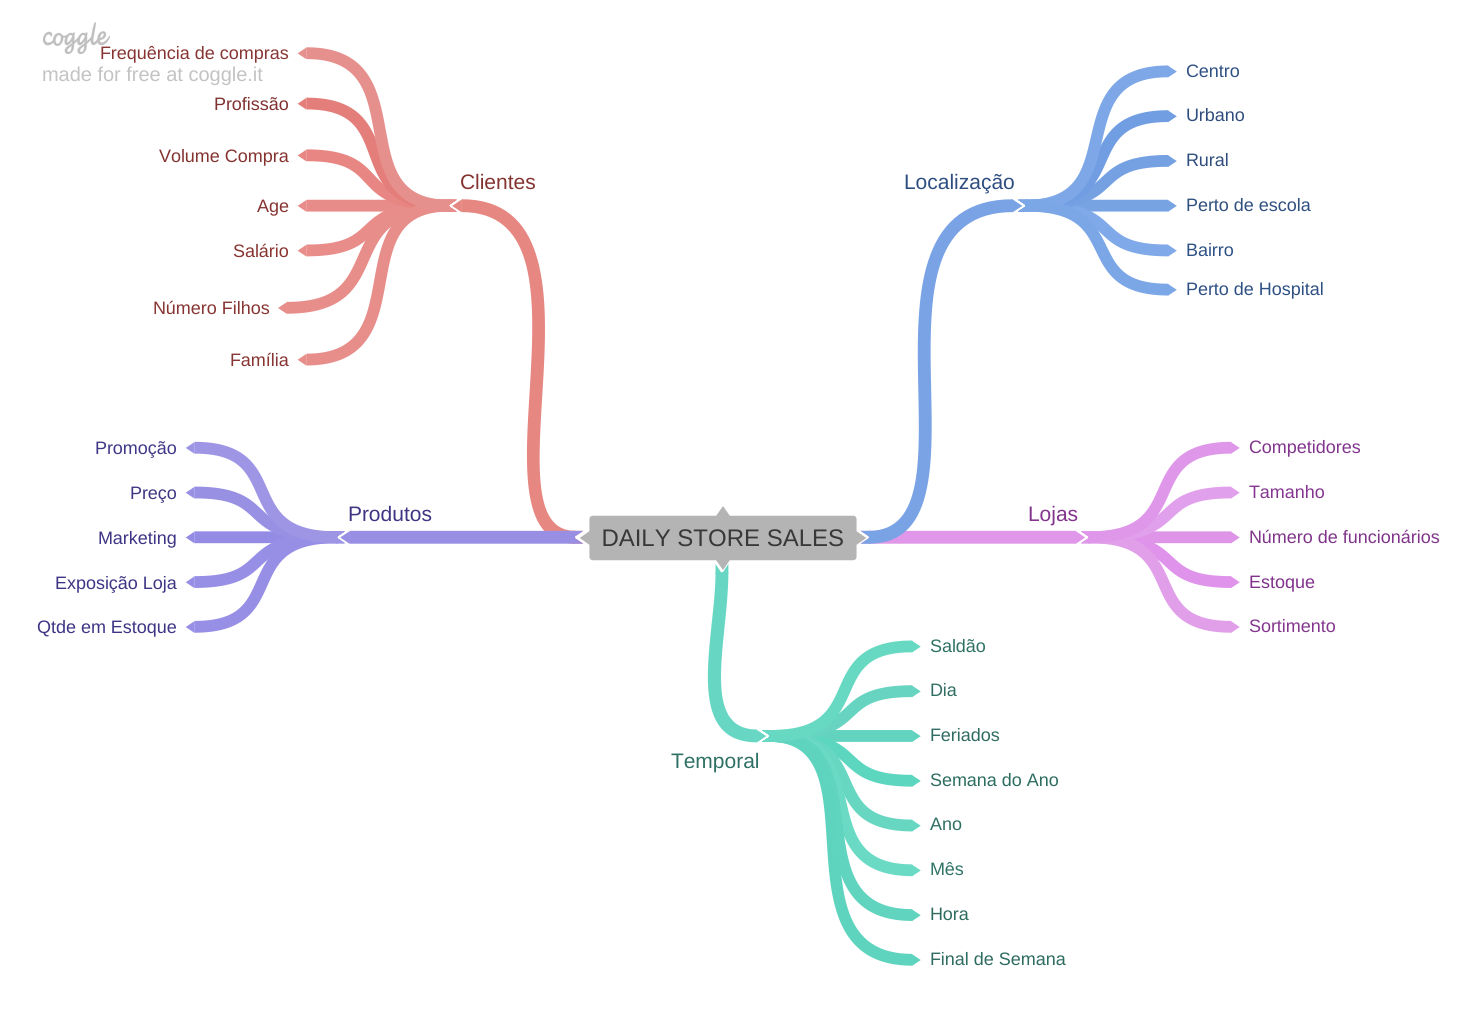 coggle
made for free at coggle.it
Clientes
Frequência de compras
Profissão
Volume Compra
Age
Salário
Número Filhos
Família
Localização
Centro
Urbano
Rural
Perto de escola
Bairro
Perto de Hospital
Produtos
Promoção
Preço
Marketing
Exposição Loja
Qtde em Estoque
DAILY STORE SALES
Lojas
Competidores
Tamanho
Número de funcionários
Estoque
Sortimento
Temporal
Saldão
Dia
Feriados
Semana do Ano
Ano
Mês
Hora
Final de Semana